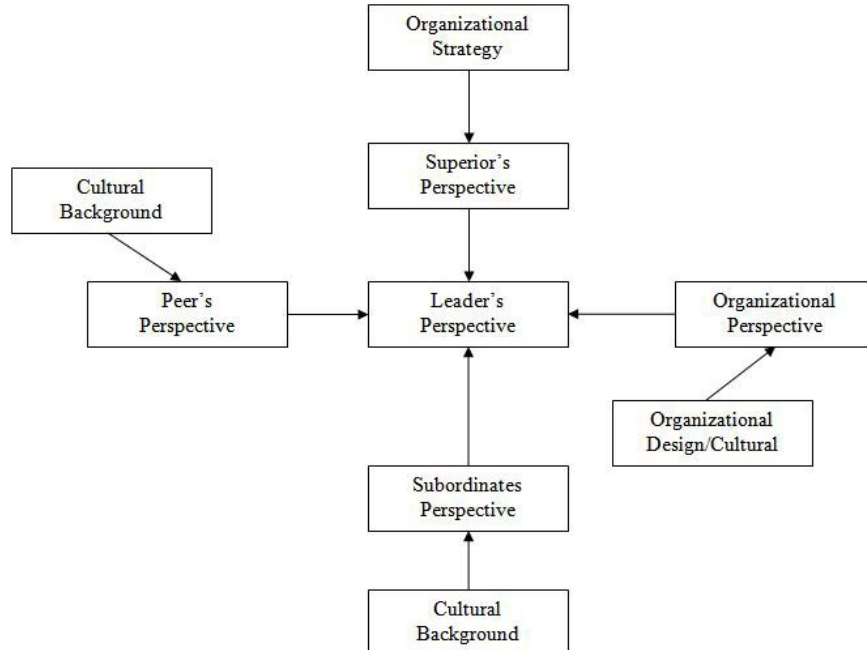 Organizational
Strategy
Superior’s
Perspective
Cultural
Background
Peer’s
Perspective
Leader’s
Perspective
Organizational
Perspective
Organizational
Design/Cultural
Subordinates
Perspective
Cultural
Background